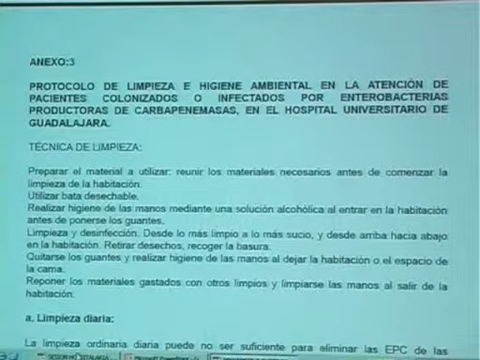 ANEXO:3
PROTOCOLO DE LIMPIEZA E HIGIENE AMBIENTAL EN LA ATENCIÓN DE
PACIENTES COLONIZADOS O INFECTADOS POR ENTEROBACTERIAS
PRODUCTORAS DE CARBAPENEMASAS, EN EL HOSPITAL UNIVERSITARIO DE
GUADALAJARA.
TÉCNICA DE LIMPIEZA:
Preparar el material a utilizar: reunir los materiales necesarios antes de comenzar la
limpieza de la habitación.
Utilizar bata desechable.
Realizar higiene de las manos mediante una solución alcohólica al entrar en la habitación
antes de ponerse los guantes.
Limpieza y desinfección. Desde lo más limpio a lo más sucio, y desde arriba hacia abajo
en la habitación. Retirar desechos, recoger la basura.
Quitarse los guantes y realizar higiene de las manos al dejar la habitación o el espacio de
la cama.
Reponer los materiales gastados con otros limpios y limpiarse las manos al salir de la
habitación.
a. Limpieza diaria:
La limpieza ordinaria diaria puede no ser suficiente para eliminar las EPC de las